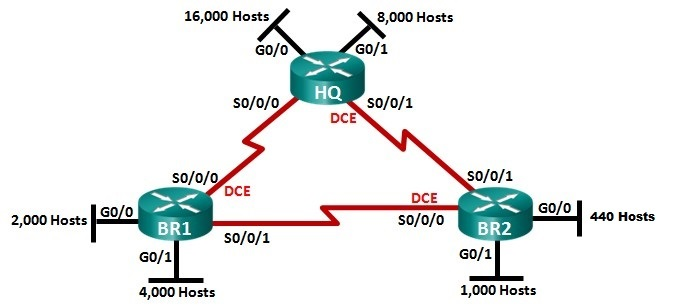 16,000 Hosts
8,000 Hosts
G0/0
G0/1
HQ
S0/0/0
S0/0/1
DCE
S0/0/0
S0/0/1
DCE
DCE
2,000 Hosts
G0/0
G0/0
440 Hosts
BR1
S0/0/1
S0/0/0
BR2
G0/1
G0/1
4,000 Hosts
1,000 Hosts